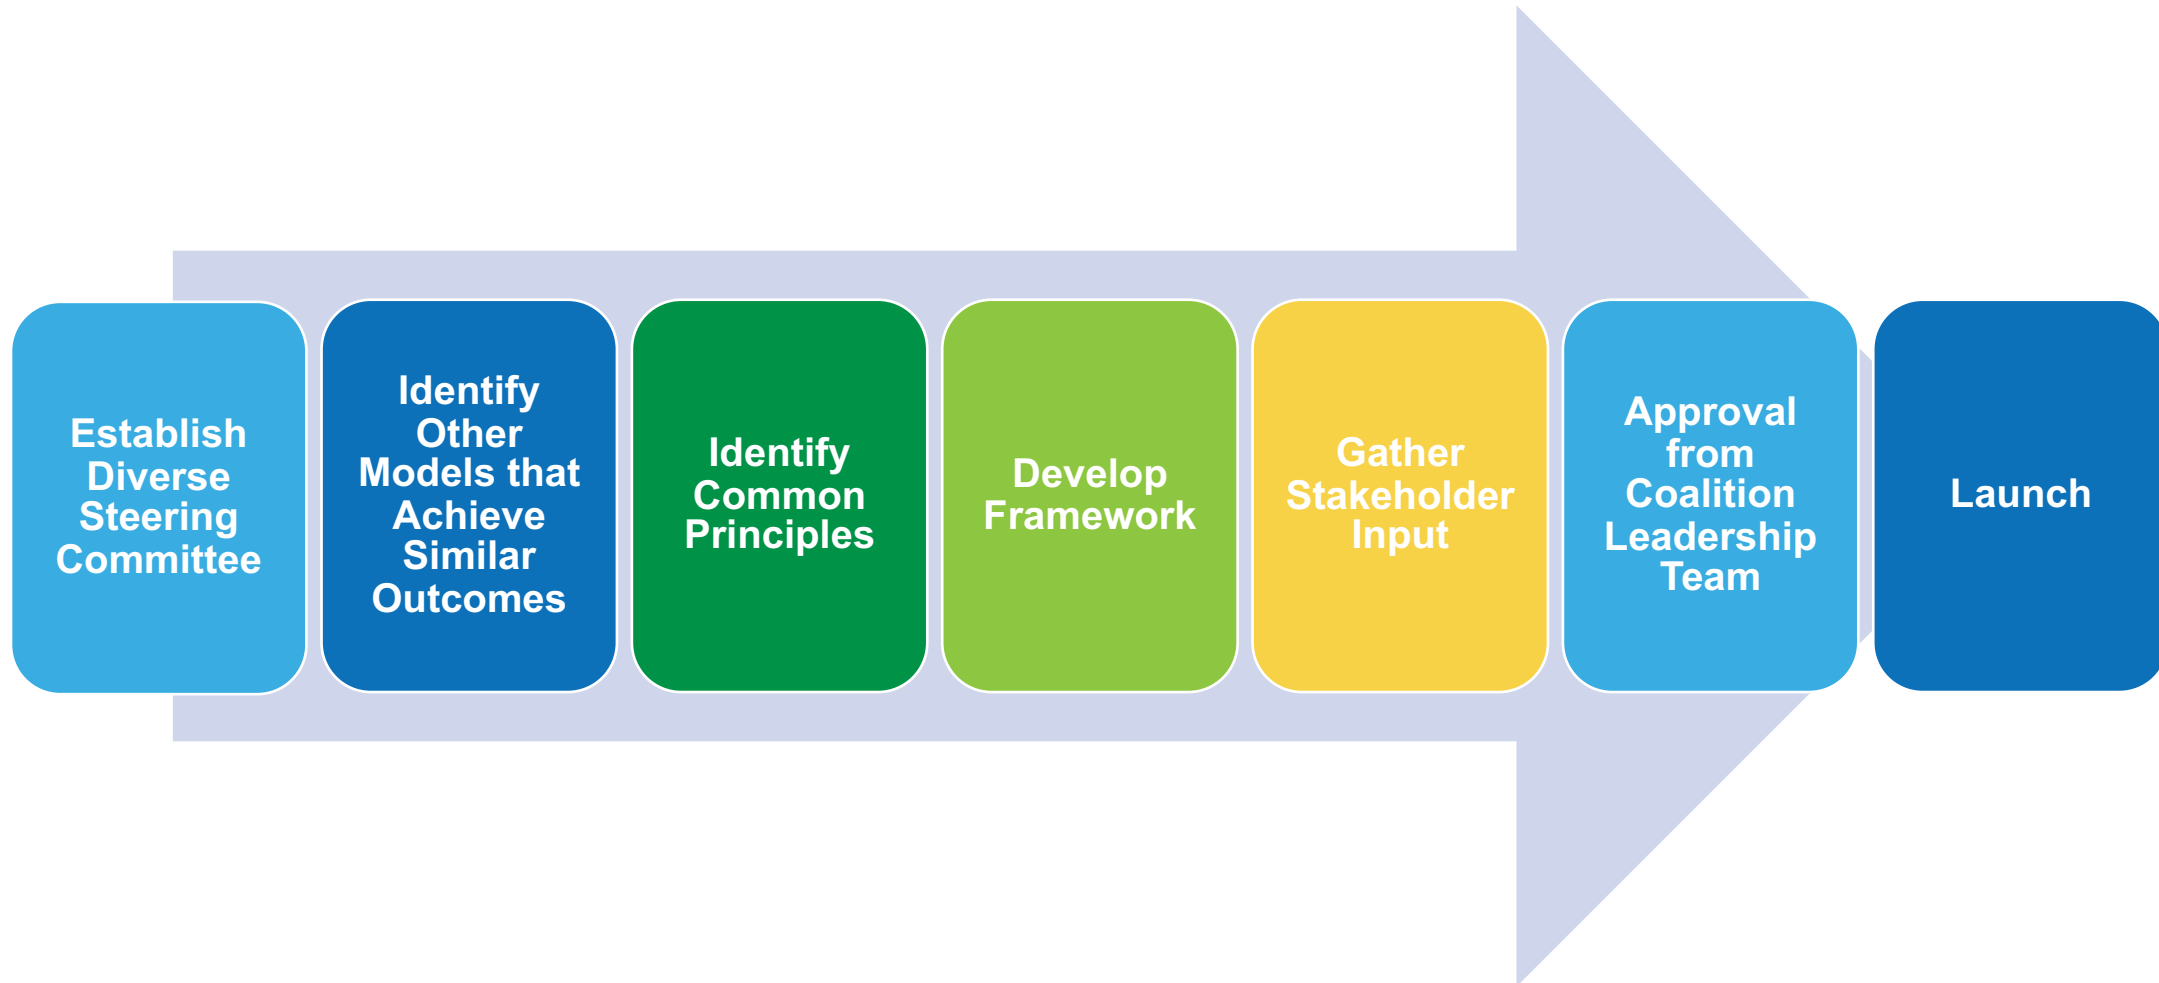 Establish
Diverse
Steering
Committee
Identify
Other
Models that
Achieve
Similar
Outcomes
Identify
Common
Principles
Develop
Framework
Gather
Stakeholder
Input
Approval
from
Coalition
Leadership
Team
Launch